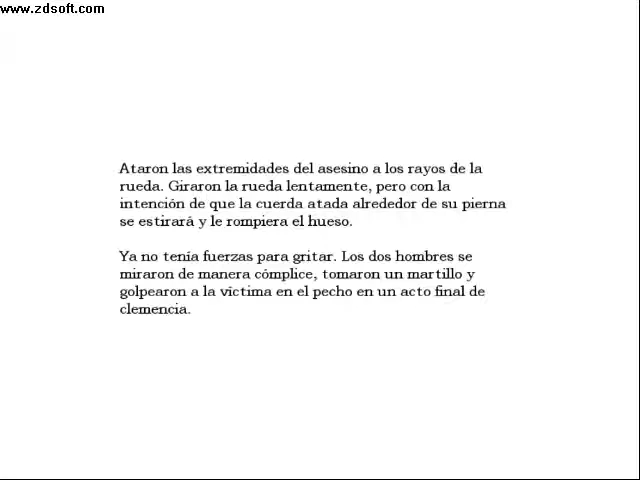 www.zdsoft.com
Ataron las extremidades del asesino a los rayos de la
rueda. Giraron la rueda lentamente, pero con la
intención de que la cuerda atada alrededor de su pierna
se estirará y le rompiera el hueso.
Ya no tenía fuerzas para gritar. Los dos hombres se
miraron de manera cómplice, tomaron un martillo y
golpearon a la víctima en el pecho en un acto final de
clemencia.